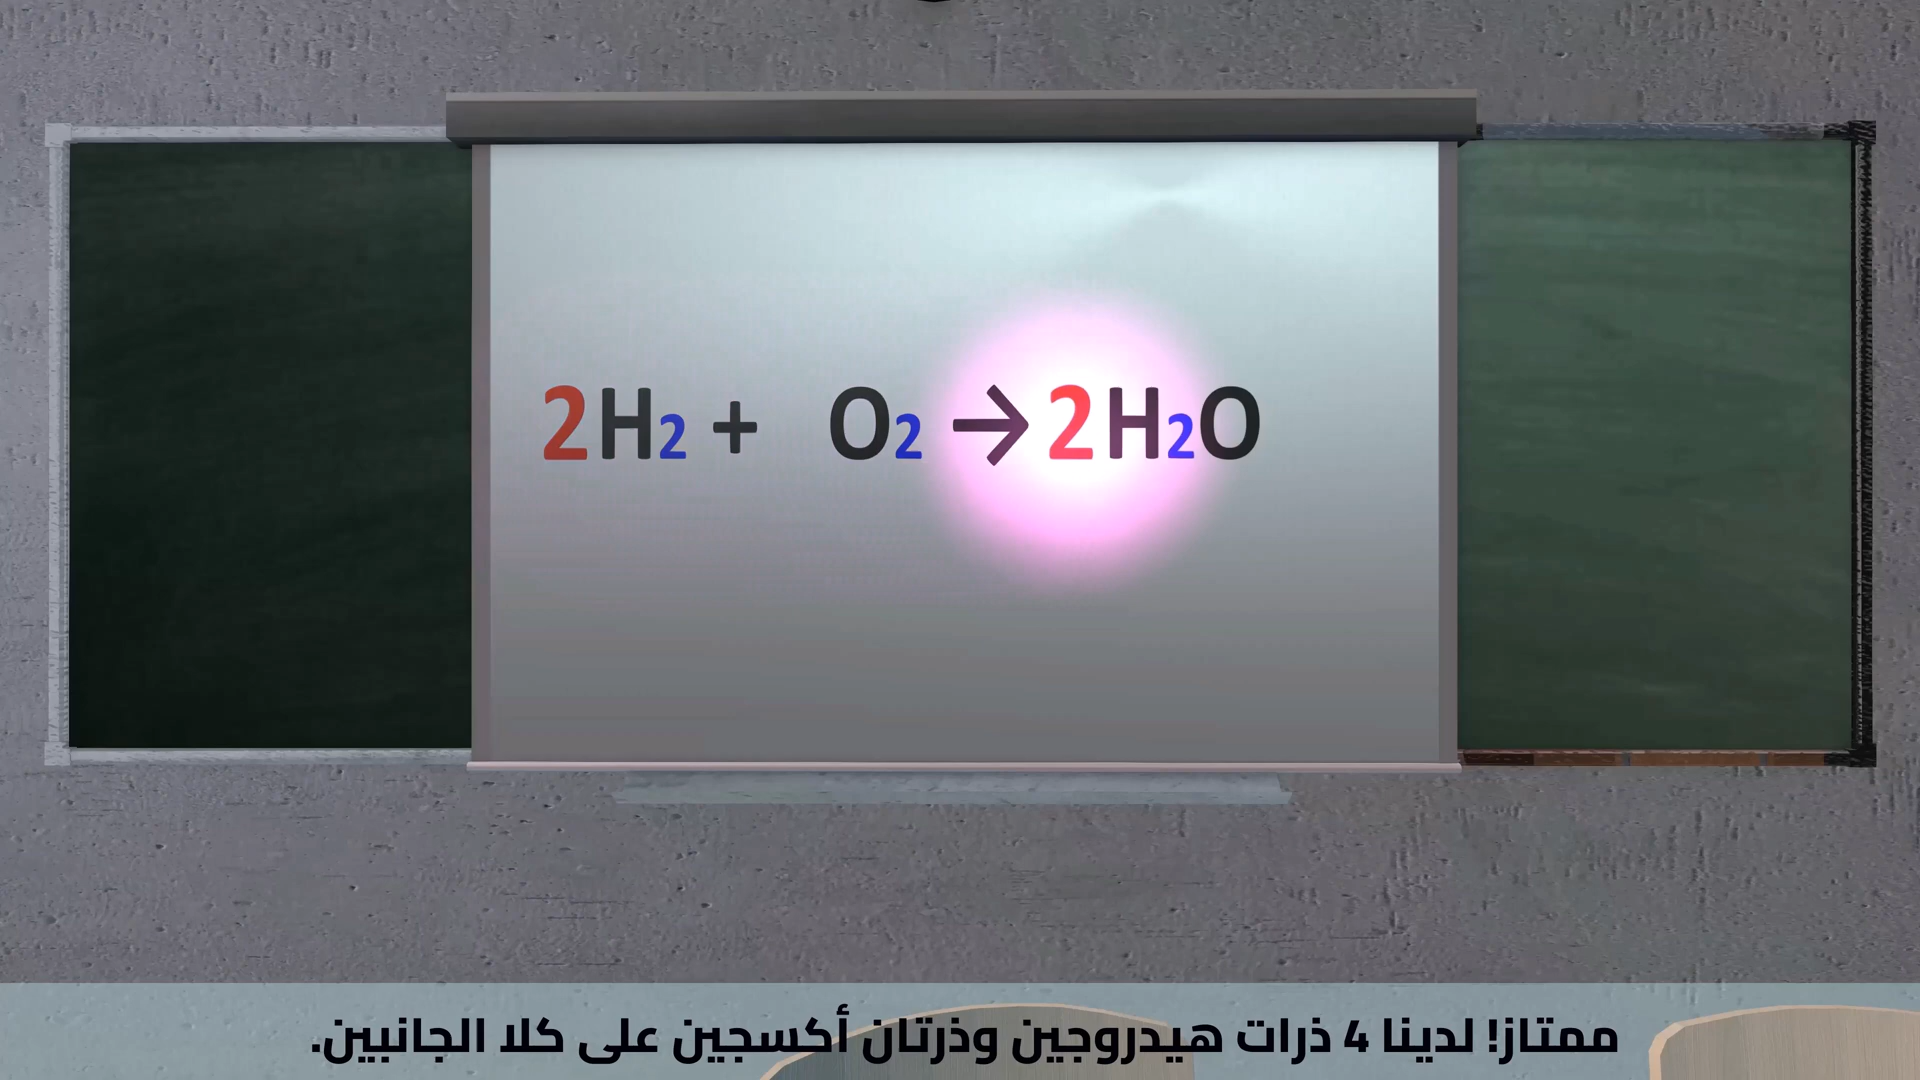 2H₂ + O₂ → 2H₂O
ممتاز! لدينا 4 ذرات هيدروجين وذرتان أكسجين على كلا الجانبين.